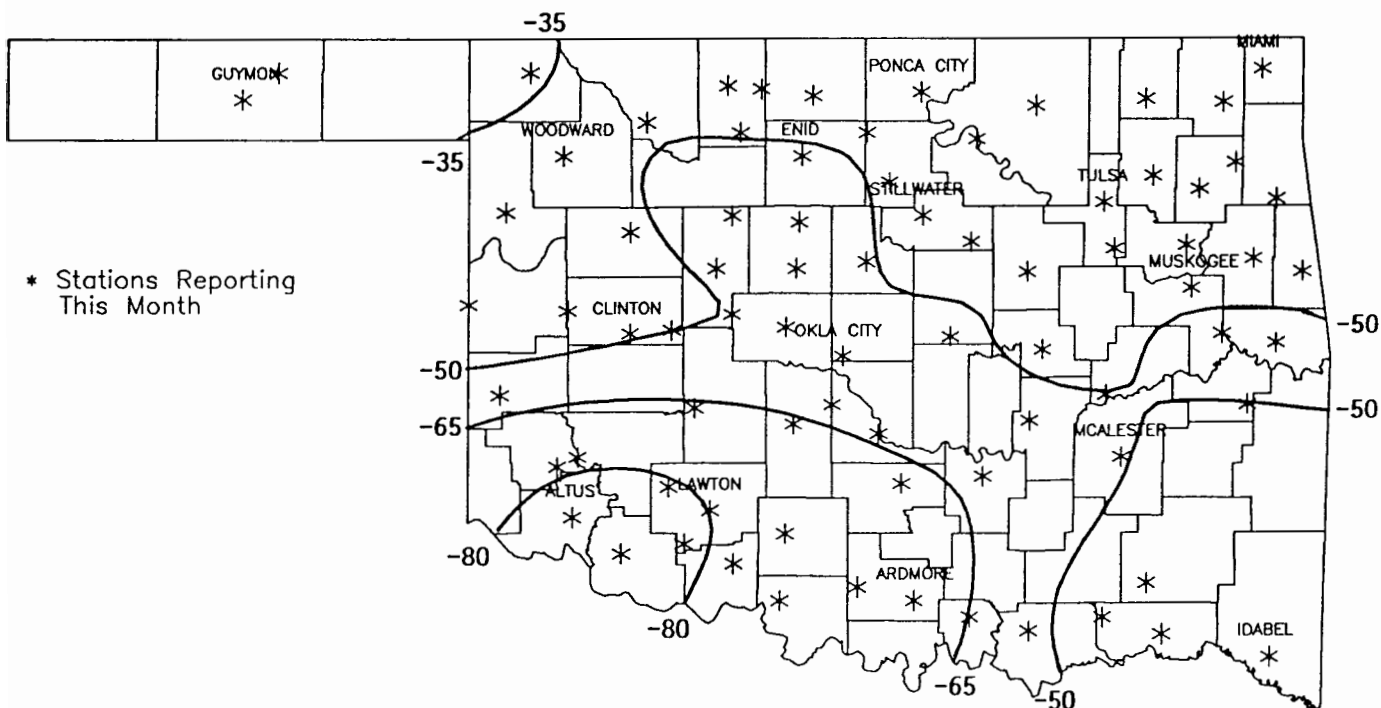 -35
MIAMI
GUYMON
PONCA CITY
WOODWARD
ENID
-35
TULSA
STILLWATER
MUSKOGEE
* Stations Reporting
This Month
CLINTON
OKLA CITY
-50
-50
-50
-65
MCALESTER
ALTUS
LAWTON
-80
ARDMORE
-80
IDABEL
-65
-50